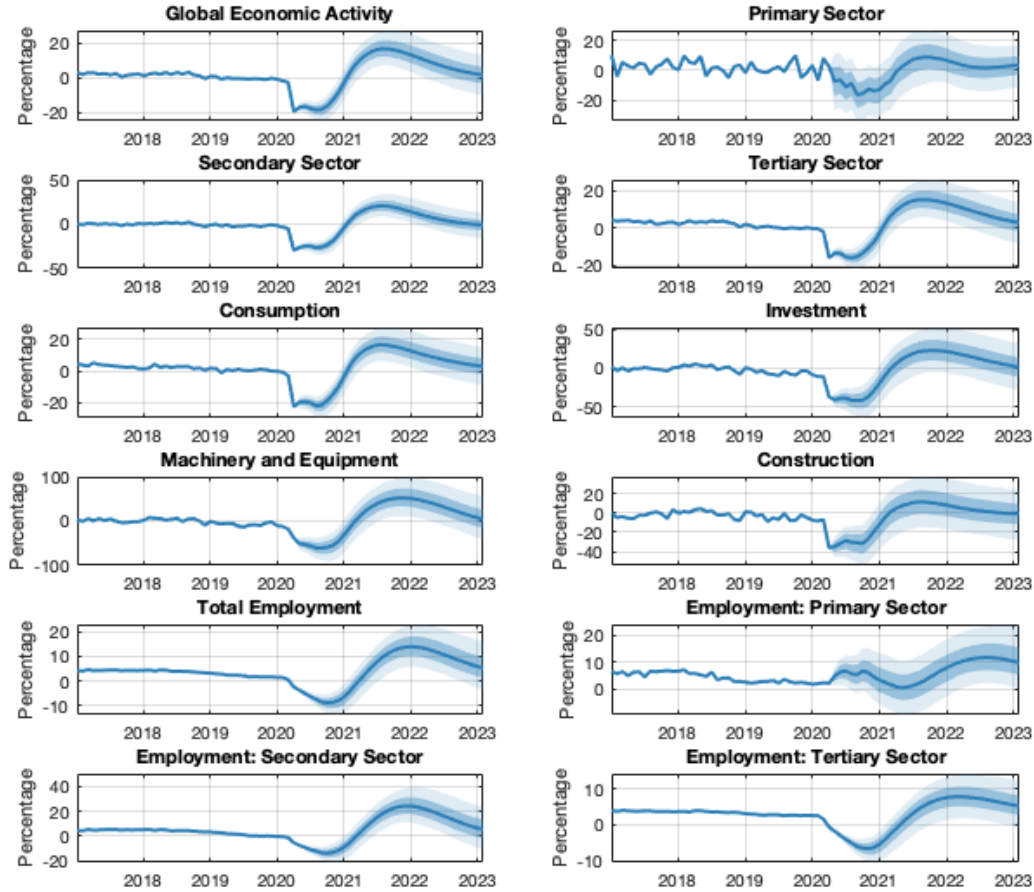 Global Economic Activity
Percentage
20
0
-20
2018 2019 2020 2021 2022 2023
Primary Sector
Percentage
20
0
-20
2018 2019 2020 2021 2022 2023
Secondary Sector
Percentage
50
0
-50
2018 2019 2020 2021 2022 2023
Tertiary Sector
Percentage
20
0
-20
2018 2019 2020 2021 2022 2023
Consumption
Percentage
20
0
-20
2018 2019 2020 2021 2022 2023
Investment
Percentage
50
0
-50
2018 2019 2020 2021 2022 2023
Machinery and Equipment
Percentage
100
0
-100
2018 2019 2020 2021 2022 2023
Construction
Percentage
20
0
-20
-40
2018 2019 2020 2021 2022 2023
Total Employment
Percentage
20
10
0
-10
2018 2019 2020 2021 2022 2023
Employment: Primary Sector
Percentage
20
10
0
2018 2019 2020 2021 2022 2023
Employment: Secondary Sector
Percentage
40
20
0
-20
2018 2019 2020 2021 2022 2023
Employment: Tertiary Sector
Percentage
10
0
-10
2018 2019 2020 2021 2022 2023